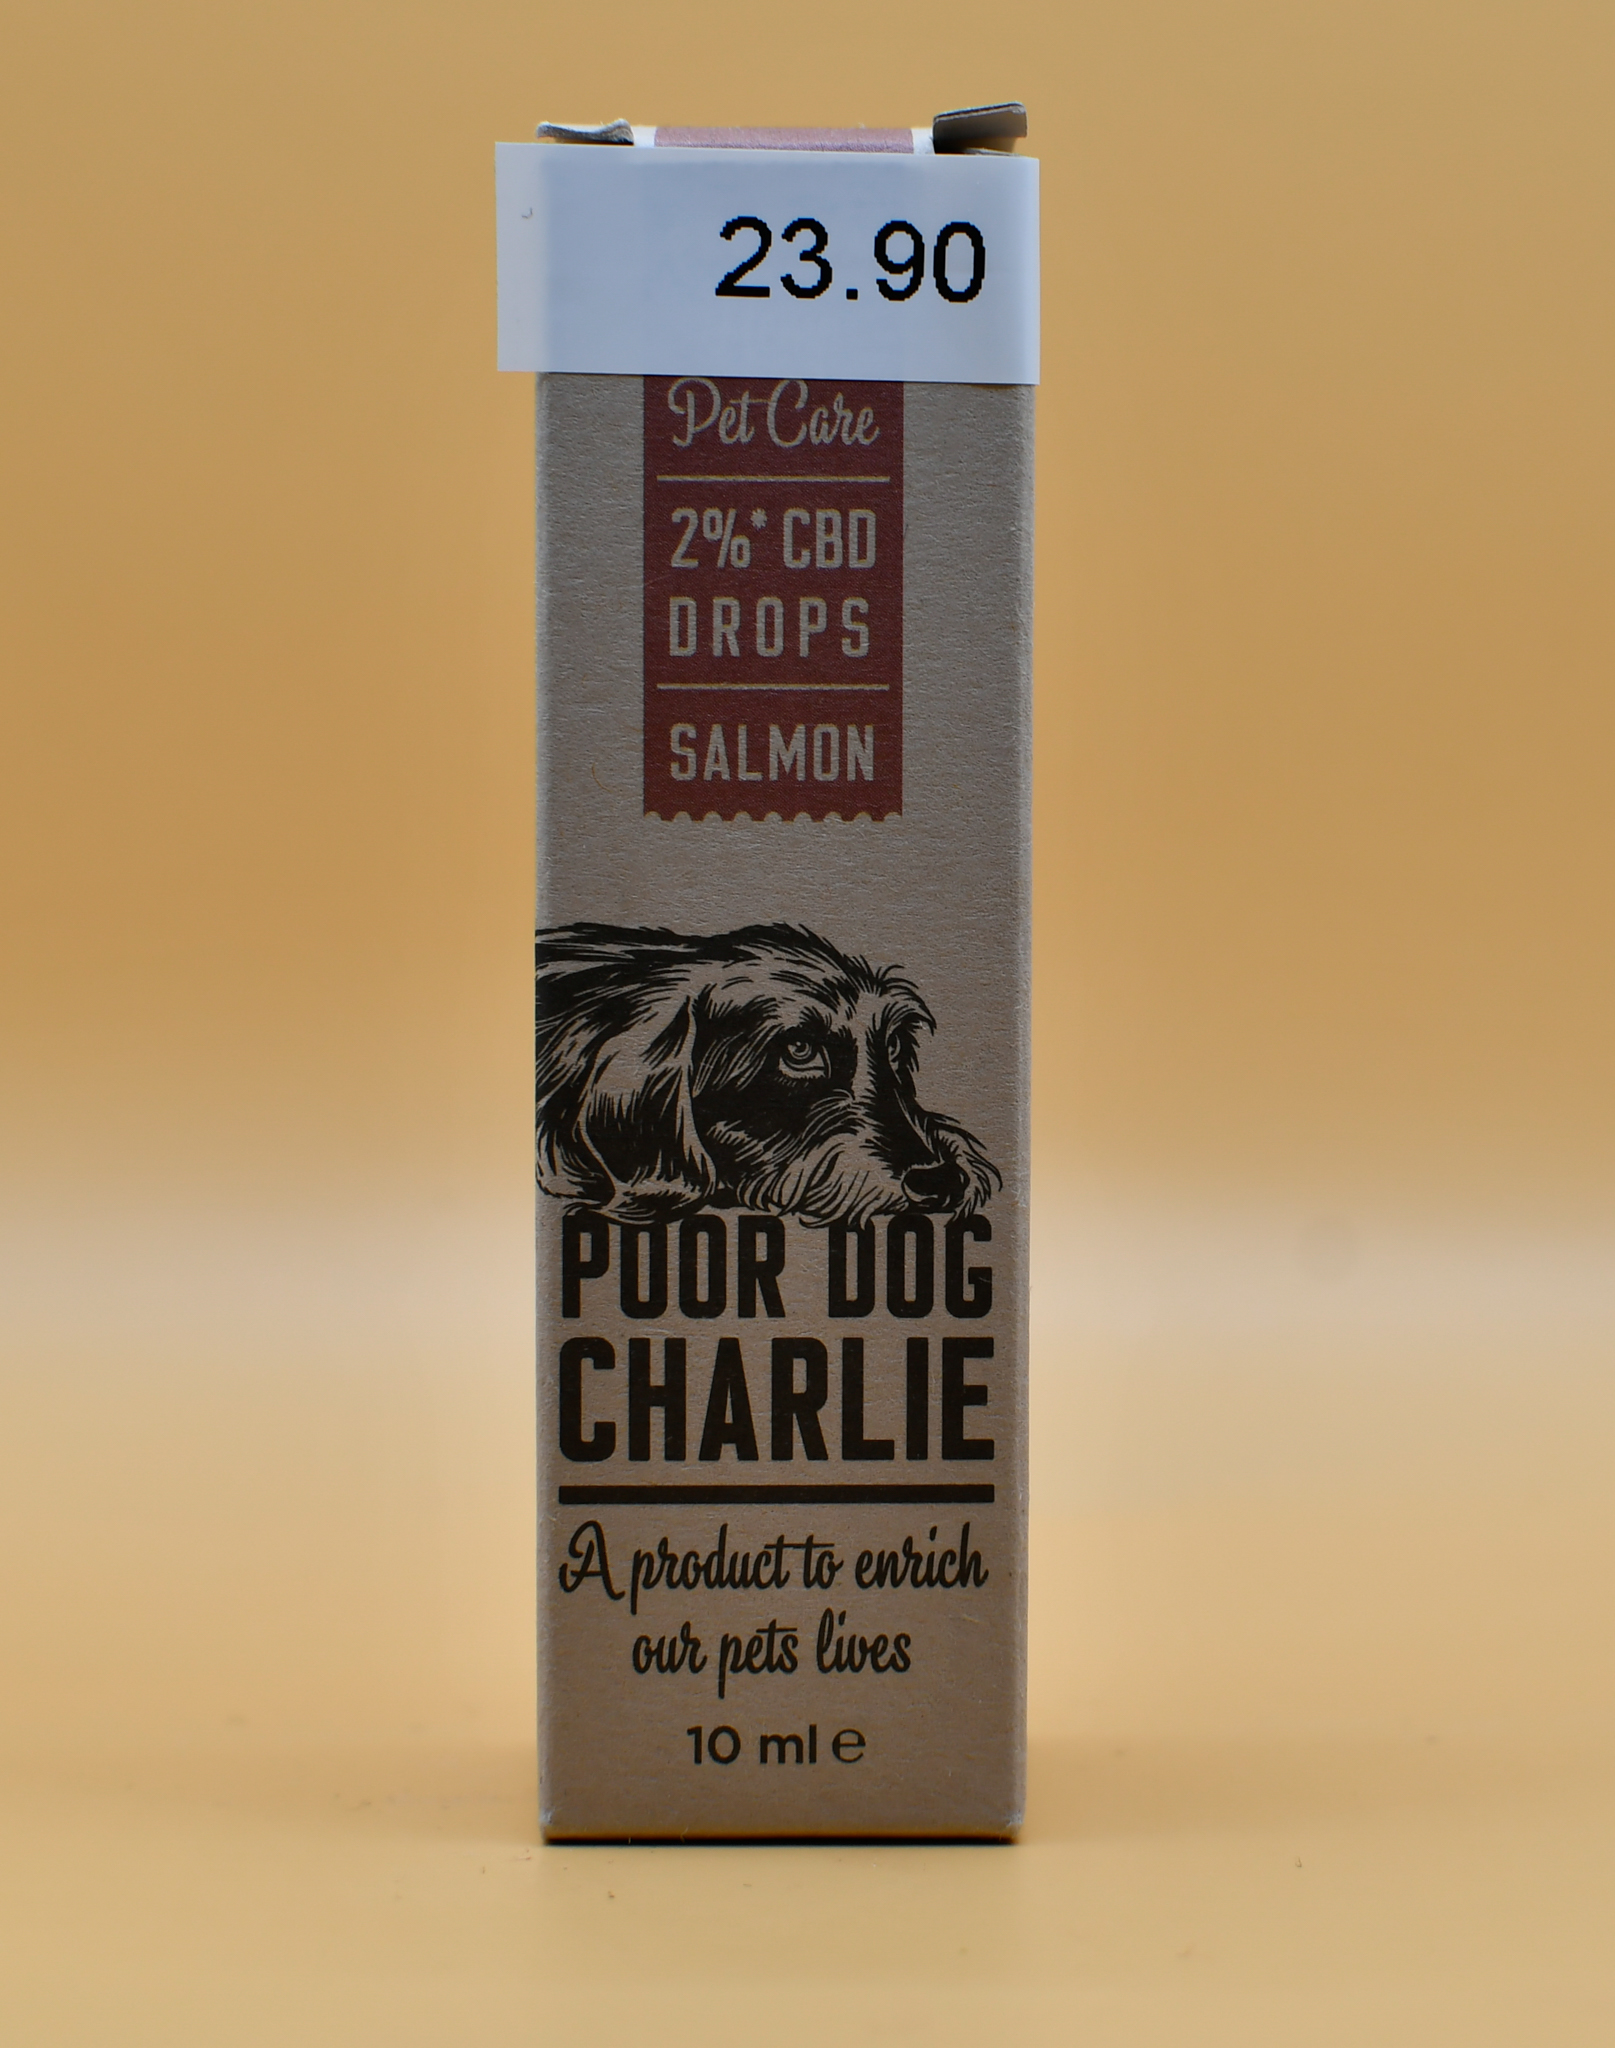 23.90
Pet Care
2%* CBD
DROPS
SALMON
POOR DOG
CHARLIE
A product to enrich
our pets lives
10 ml ℮